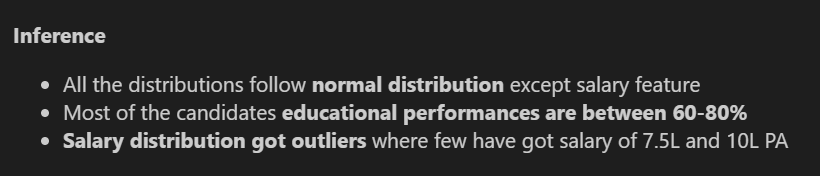 Inference
• All the distributions follow normal distribution except salary feature
• Most of the candidates educational performances are between 60-80%
• Salary distribution got outliers where few have got salary of 7.5L and 10L PA